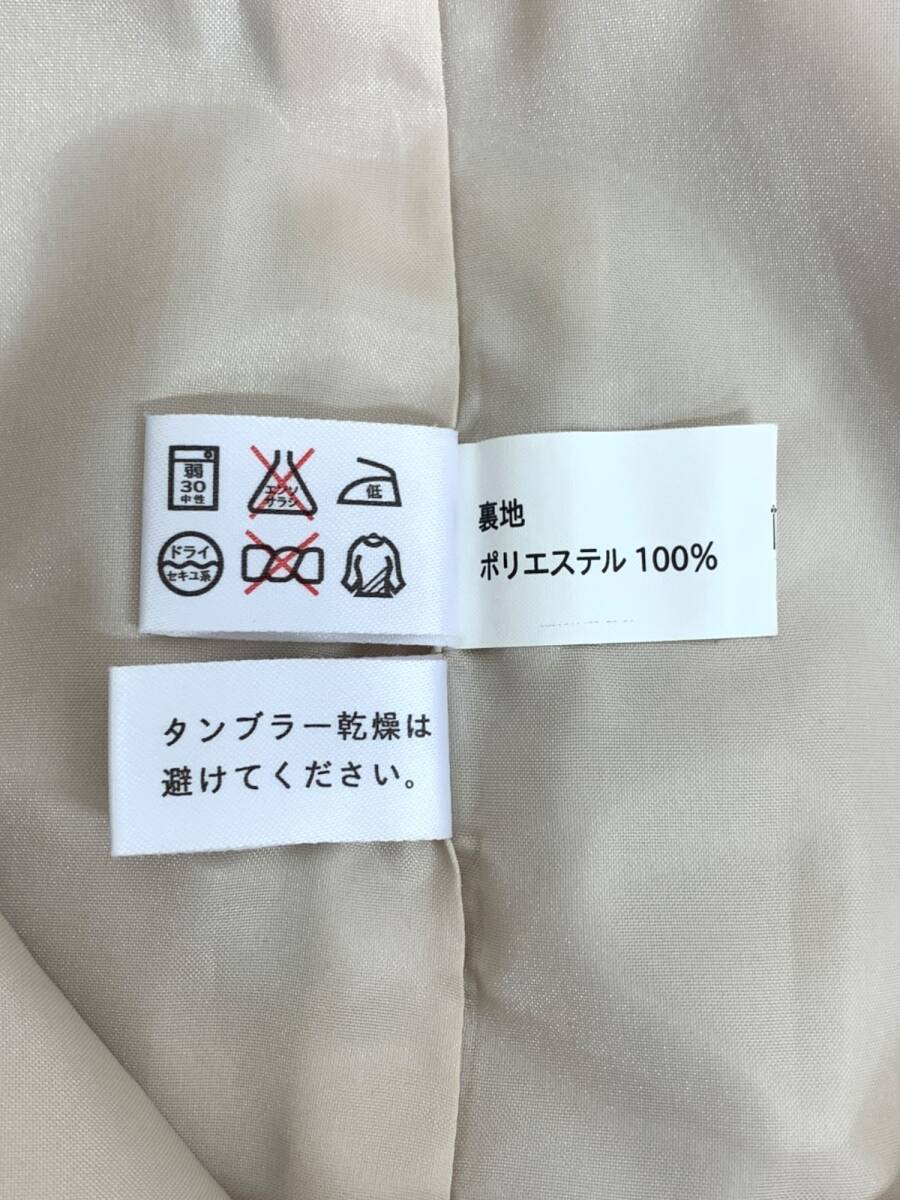 弱
30
中性
エンソ
サラシ
低
ドライ
セキユ系
裏地
ポリエステル 100%
タンブラー乾燥は
避けてください。